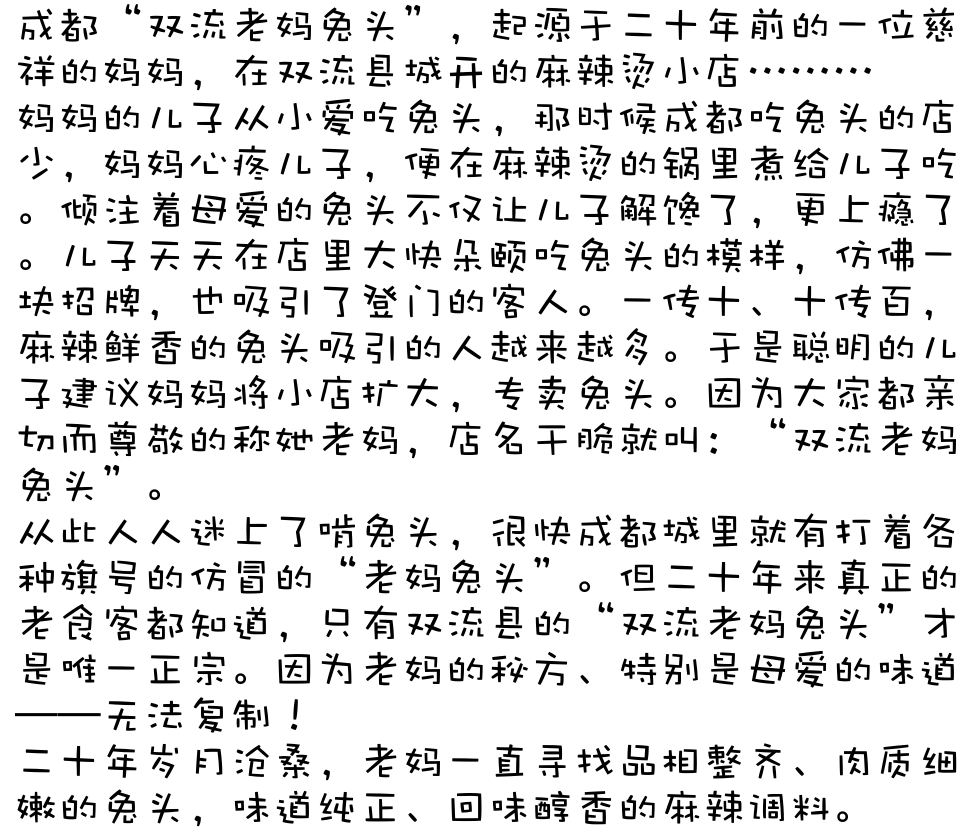 成都“双流老妈兔头”，起源于二十年前的一位慈
祥的妈妈，在双流县城开的麻辣烫小店………
妈妈的儿子从小爱吃兔头，那时候成都吃兔头的店
少，妈妈心疼儿子，便在麻辣烫的锅里煮给儿子吃
。倾注着母爱的兔头不仅让儿子解馋了，更上瘾了
。儿子天天在店里大快朵颐吃兔头的模样，仿佛一
块招牌，也吸引了登门的客人。一传十、十传百，
麻辣鲜香的兔头吸引的人越来越多。于是聪明的儿
子建议妈妈将小店扩大，专卖兔头。因为大家都亲
切而尊敬的称她老妈，店名干脆就叫：“双流老妈
兔头”。
从此人人迷上了啃兔头，很快成都城里就有打着各
种旗号的仿冒的“老妈兔头”。但二十年来真正的
老食客都知道，只有双流县的“双流老妈兔头”才
是唯一正宗。因为老妈的秘方、特别是母爱的味道
——无法复制！
二十年岁月沧桑，老妈一直寻找品相整齐、肉质细
嫩的兔头，味道纯正、回味醇香的麻辣调料。